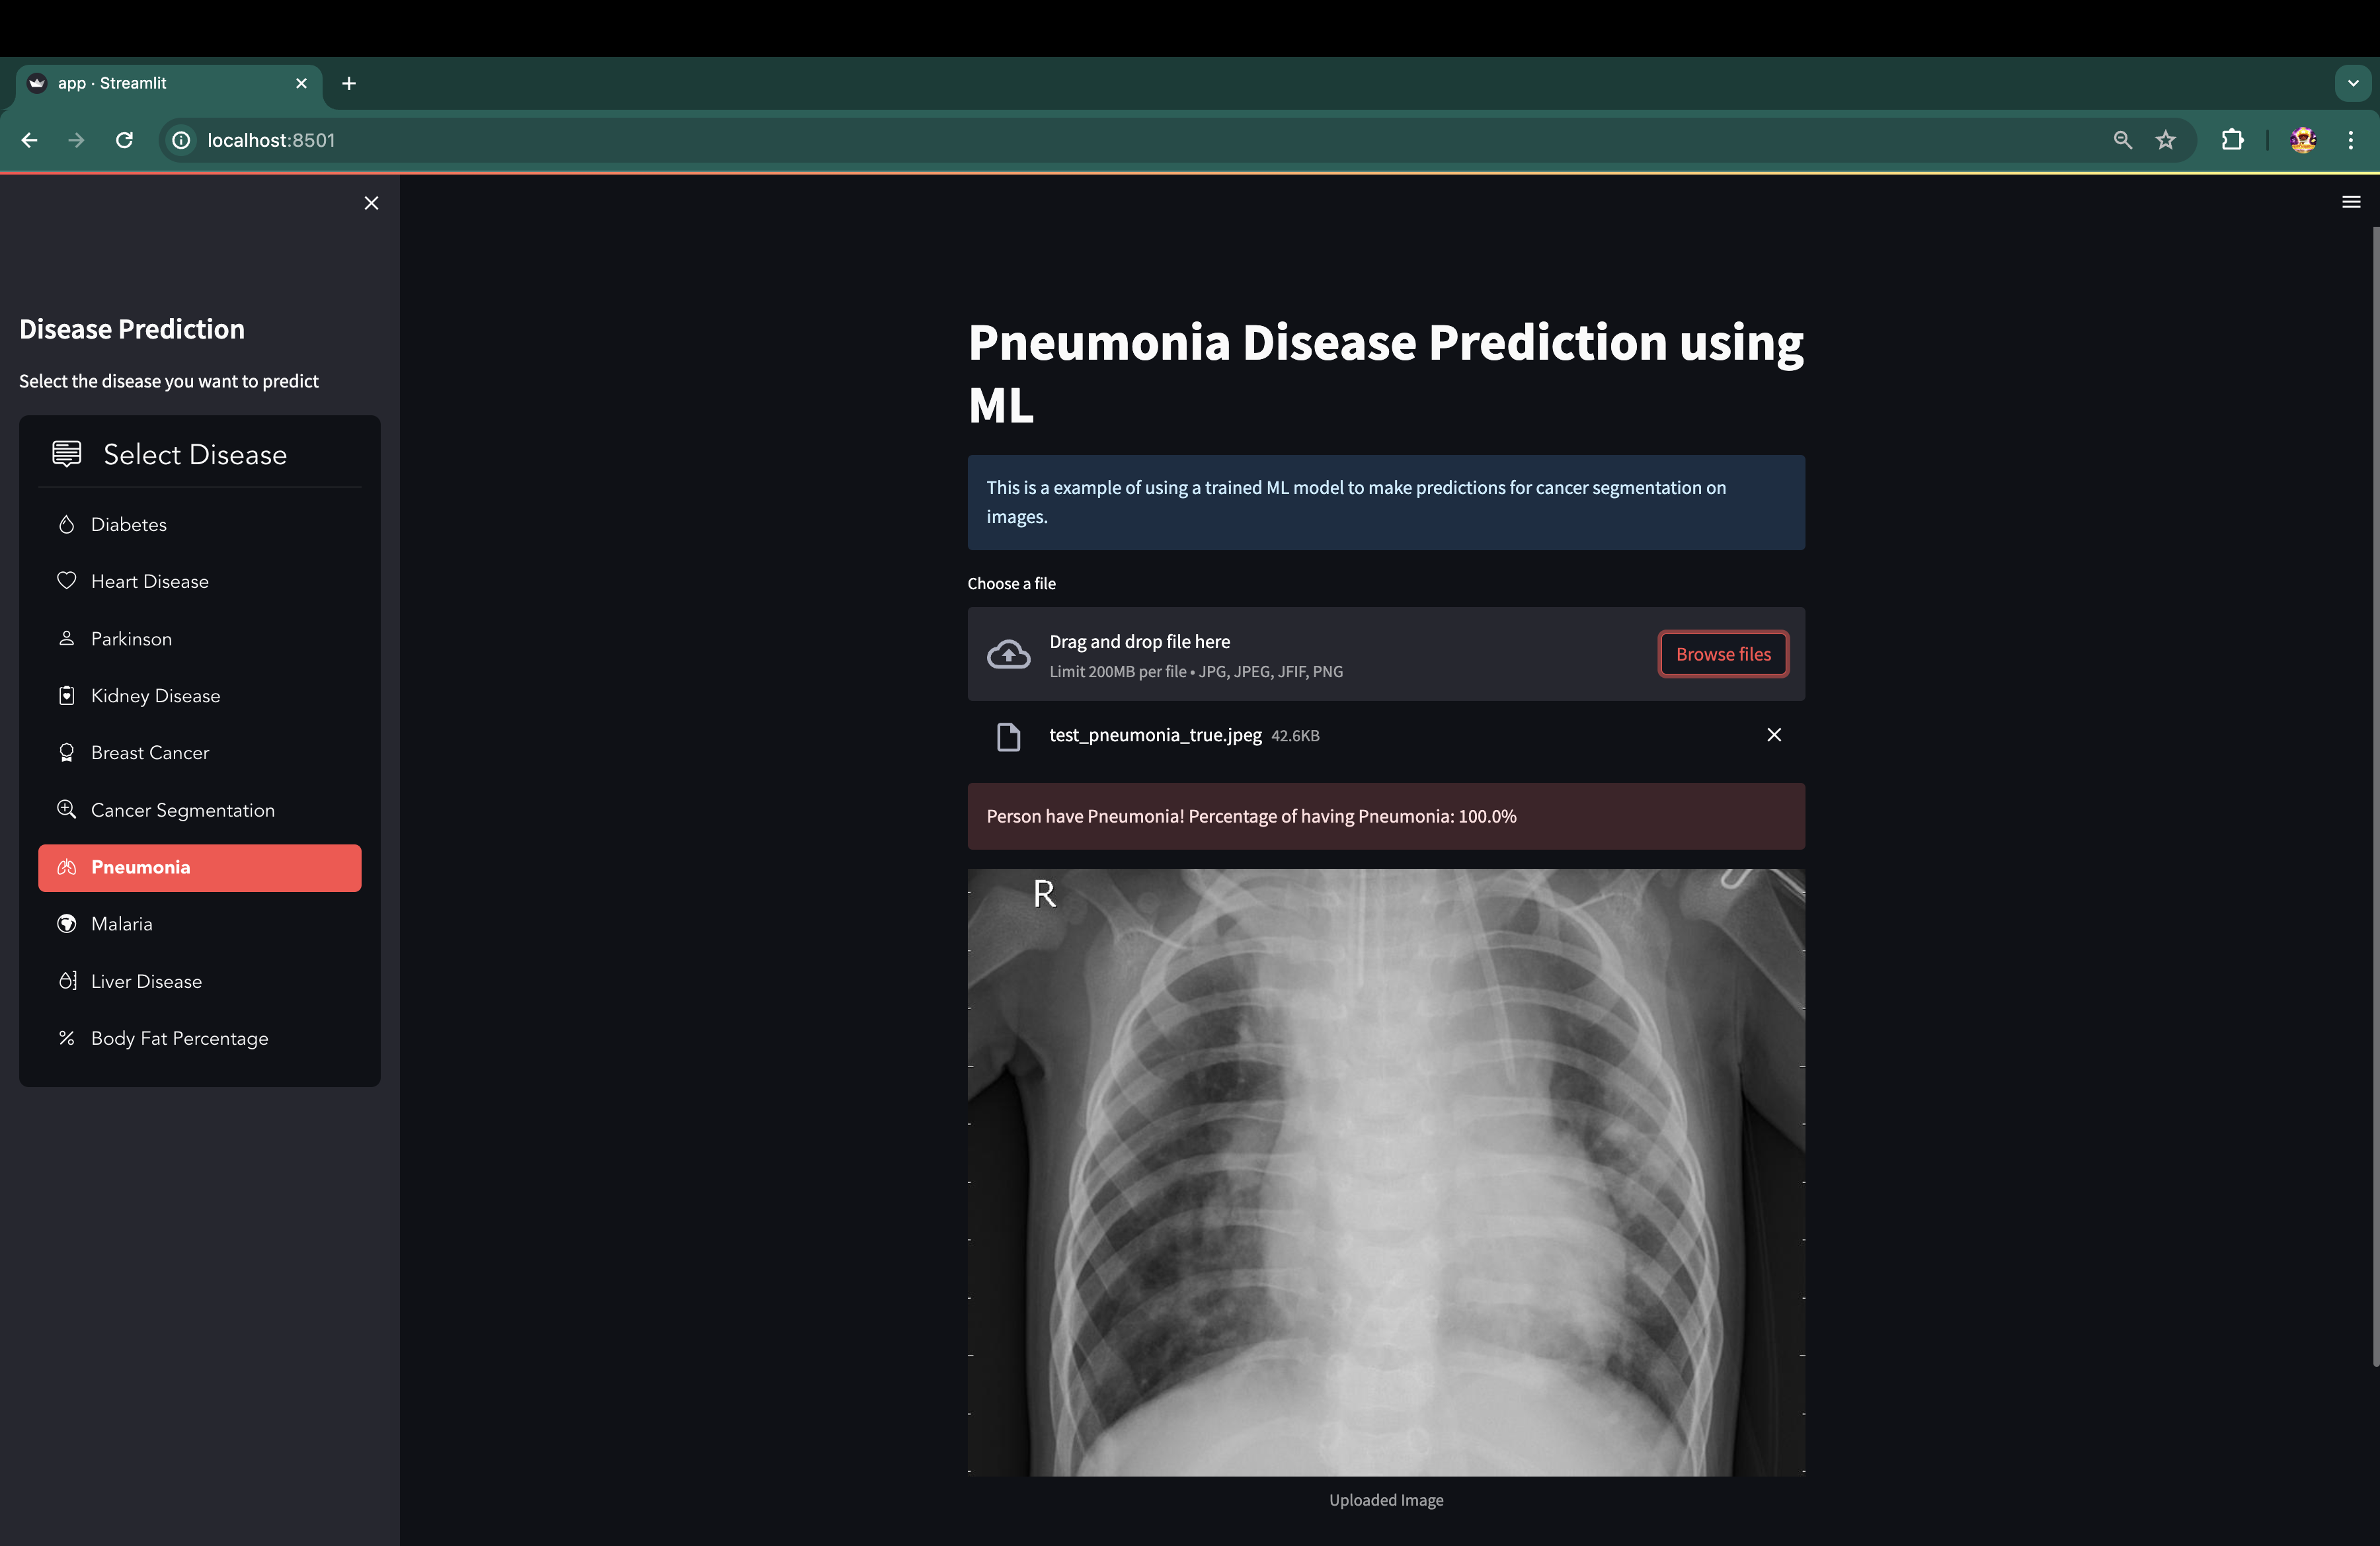 app · Streamlit
localhost:8501
Disease Prediction
Select the disease you want to predict
Select Disease
Diabetes
Heart Disease
Parkinson
Kidney Disease
Breast Cancer
Cancer Segmentation
Pneumonia
Malaria
Liver Disease
Body Fat Percentage
Pneumonia Disease Prediction using
ML
This is a example of using a trained ML model to make predictions for cancer segmentation on
images.
Choose a file
Drag and drop file here
Limit 200MB per file • JPG, JPEG, JFIF, PNG
Browse files
test_pneumonia_true.jpeg 42.6KB
Person have Pneumonia! Percentage of having Pneumonia: 100.0%
R
Uploaded Image